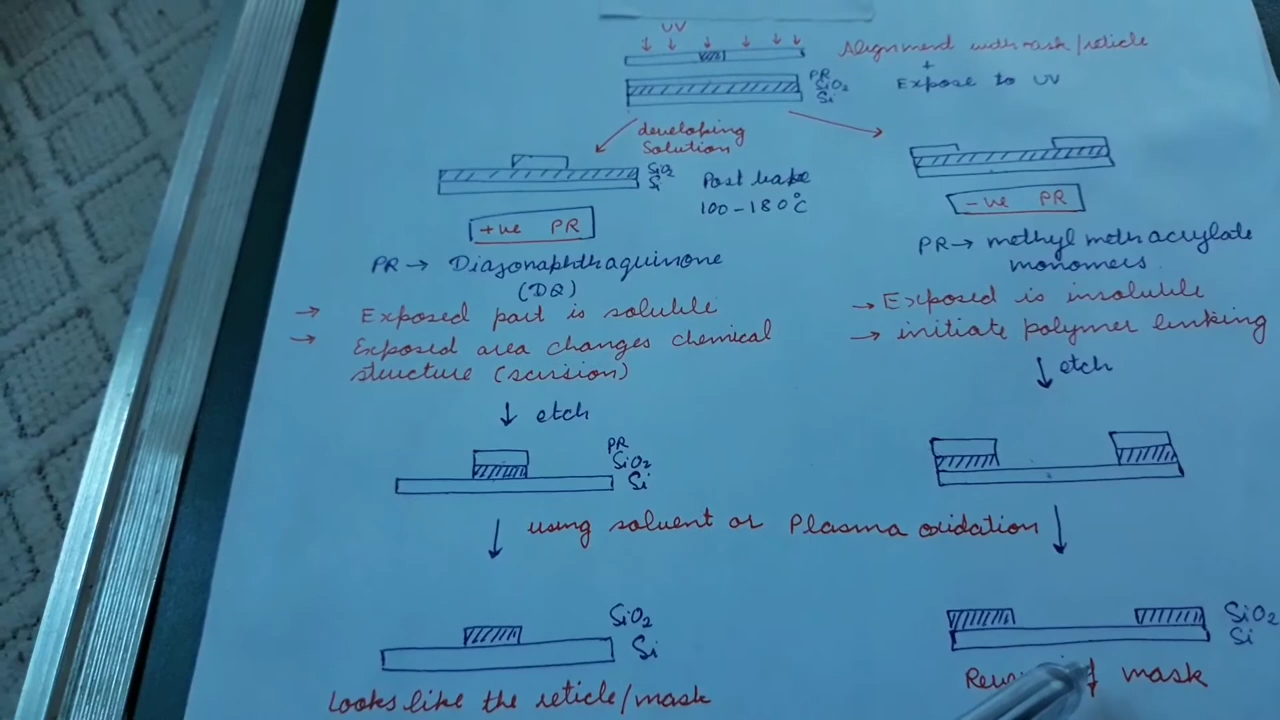 UV
Alignment with mask/reticle
+
Expose to UV
PR
SiO2
Si
developing
solution
SiO2
Si
Post bake
100-180°C
+ve PR
-ve PR
PR → Diazonaphthaquinone
(DQ)
PR → methyl methacrylate
monomers
→ Exposed part is soluble
→ Exposed area changes chemical
structure (scission)
→ Exposed is insoluble
→ initiate polymer linking
↓ etch
↓ etch
PR
SiO2
Si
using solvent or Plasma oxidation
SiO2
Si
SiO2
Si
Looks like the reticle/mask
mask